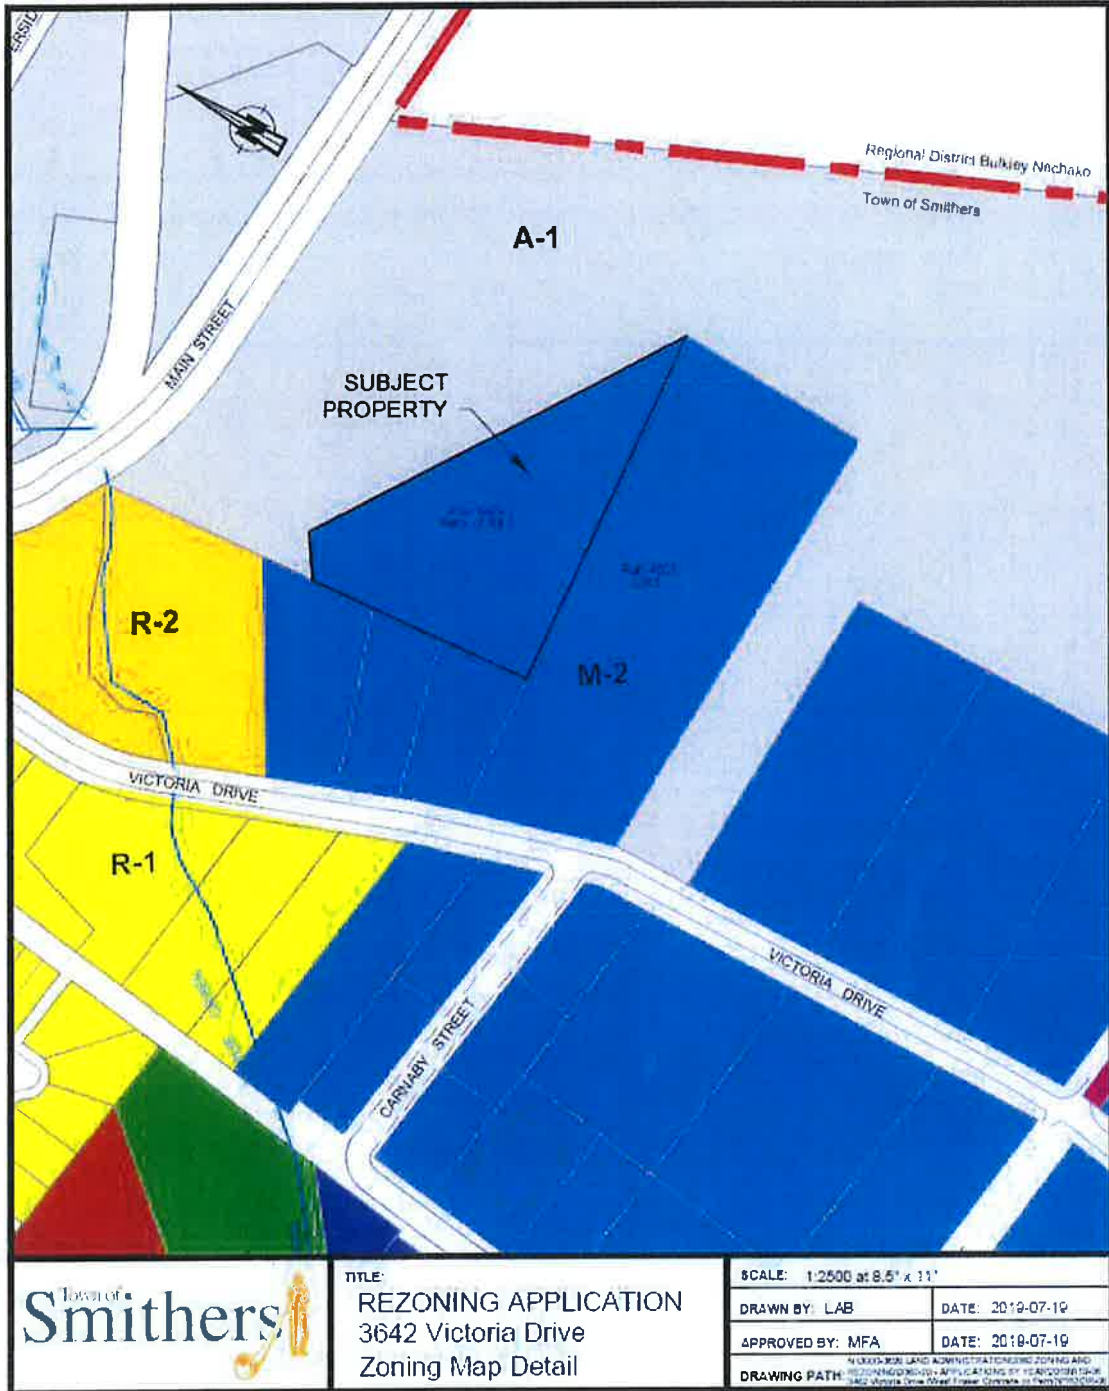 Regional District Bulkley Nechako
Town of Smithers
A-1
MAIN STREET
SUBJECT
PROPERTY
R-2
M-2
VICTORIA DRIVE
R-1
VICTORIA DRIVE
CARNABY STREET
Town of
Smithers
TITLE:
REZONING APPLICATION
3642 Victoria Drive
Zoning Map Detail
SCALE: 1:2500 at 8.5" x 11"
DRAWN BY: LAB
DATE: 2019-07-19
APPROVED BY: MFA
DATE: 2019-07-19
DRAWING PATH: